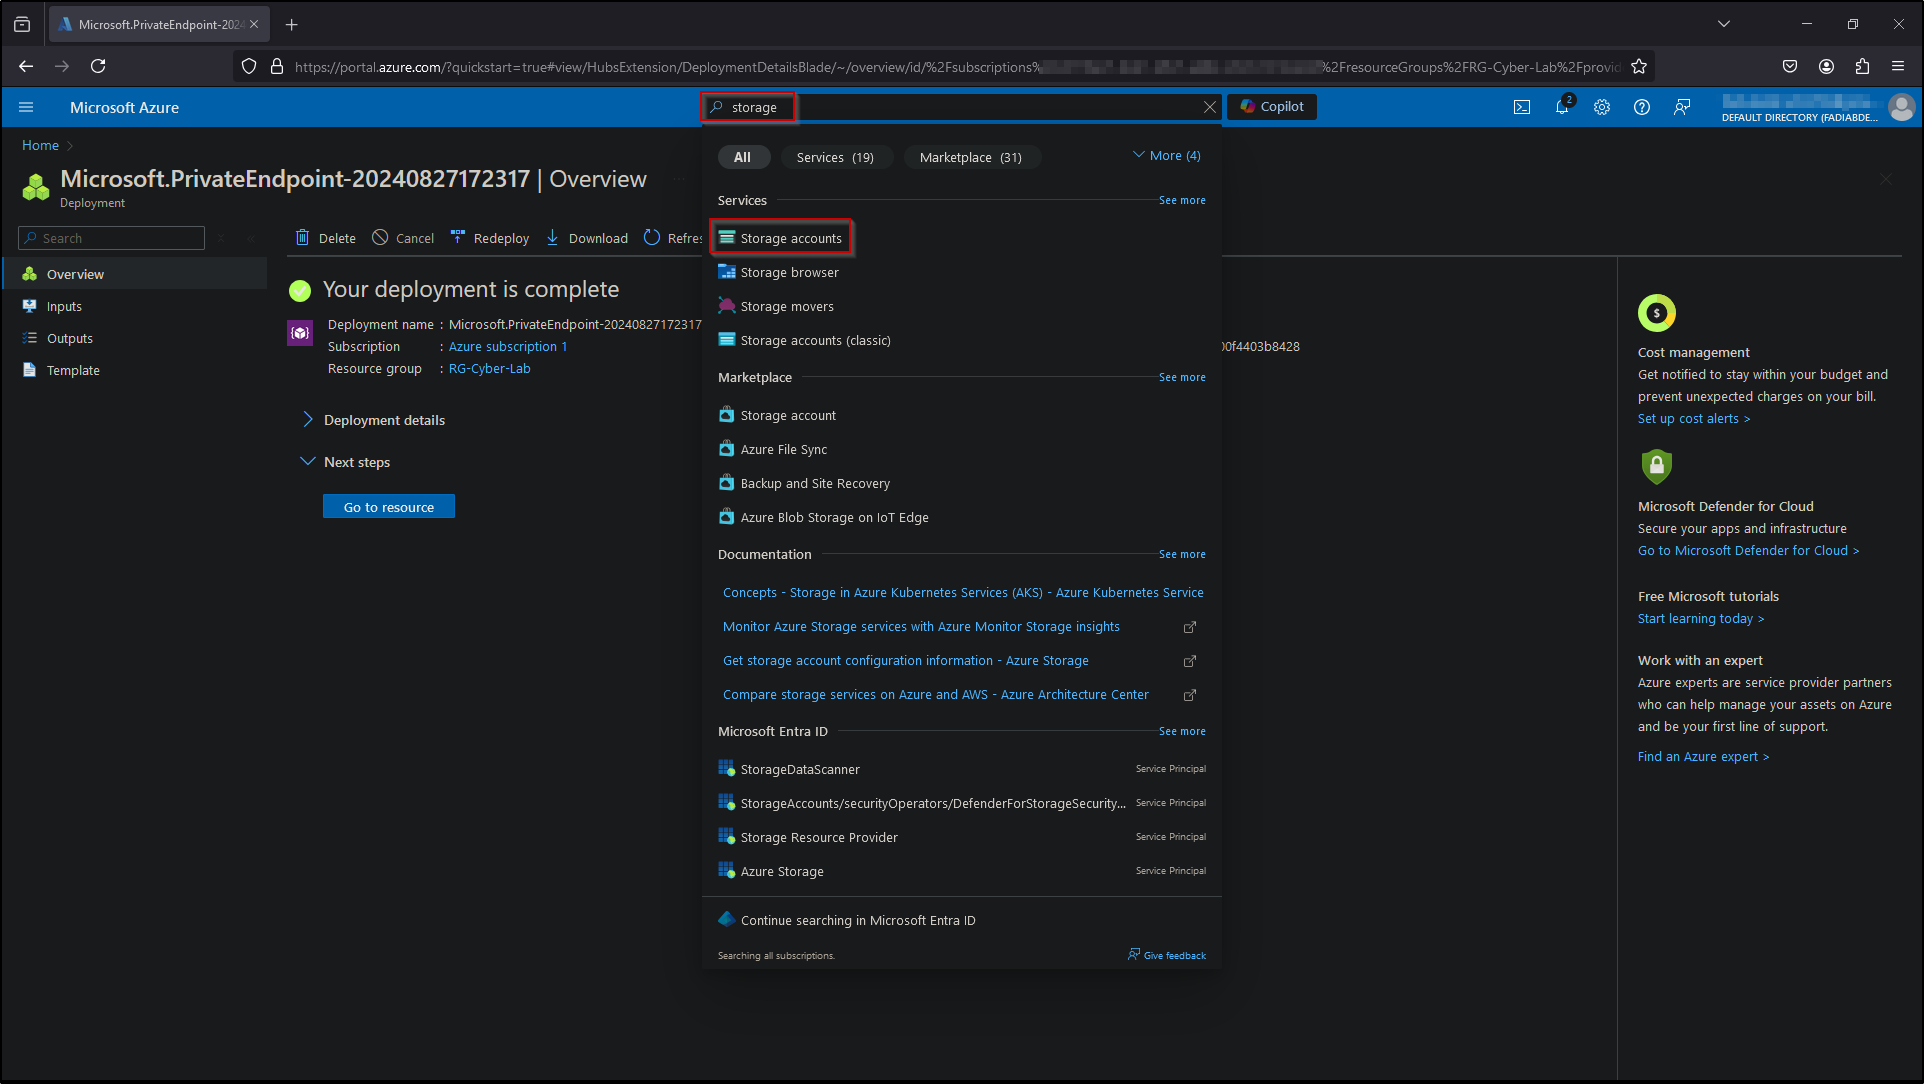 Microsoft.PrivateEndpoint-202
https://portal.azure.com/?quickstart=true#view/HubsExtension/DeploymentDetailsBlade/~/overview/id/%2Fsubscriptions% %2FresourceGroups%2FRG-Cyber-Lab%2Fprovid
Microsoft Azure
storage
Copilot
2
DEFAULT DIRECTORY (FADIABDE...
Home
Microsoft.PrivateEndpoint-20240827172317 | Overview
Deployment
Search
Delete
Cancel
Redeploy
Download
Refres
Overview
Inputs
Outputs
Template
Your deployment is complete
Deployment name : Microsoft.PrivateEndpoint-20240827172317
Subscription : Azure subscription 1
Resource group : RG-Cyber-Lab
00f4403b8428
Deployment details
Next steps
Go to resource
All
Services (19)
Marketplace (31)
More (4)
Services
See more
Storage accounts
Storage browser
Storage movers
Storage accounts (classic)
Marketplace
See more
Storage account
Azure File Sync
Backup and Site Recovery
Azure Blob Storage on IoT Edge
Documentation
See more
Concepts - Storage in Azure Kubernetes Services (AKS) - Azure Kubernetes Service
Monitor Azure Storage services with Azure Monitor Storage insights
Get storage account configuration information - Azure Storage
Compare storage services on Azure and AWS - Azure Architecture Center
Microsoft Entra ID
See more
StorageDataScanner Service Principal
StorageAccounts/securityOperators/DefenderForStorageSecurity... Service Principal
Storage Resource Provider Service Principal
Azure Storage Service Principal
Continue searching in Microsoft Entra ID
Searching all subscriptions.
Give feedback
$
Cost management
Get notified to stay within your budget and
prevent unexpected charges on your bill.
Set up cost alerts >
Microsoft Defender for Cloud
Secure your apps and infrastructure
Go to Microsoft Defender for Cloud >
Free Microsoft tutorials
Start learning today >
Work with an expert
Azure experts are service provider partners
who can help manage your assets on Azure
and be your first line of support.
Find an Azure expert >